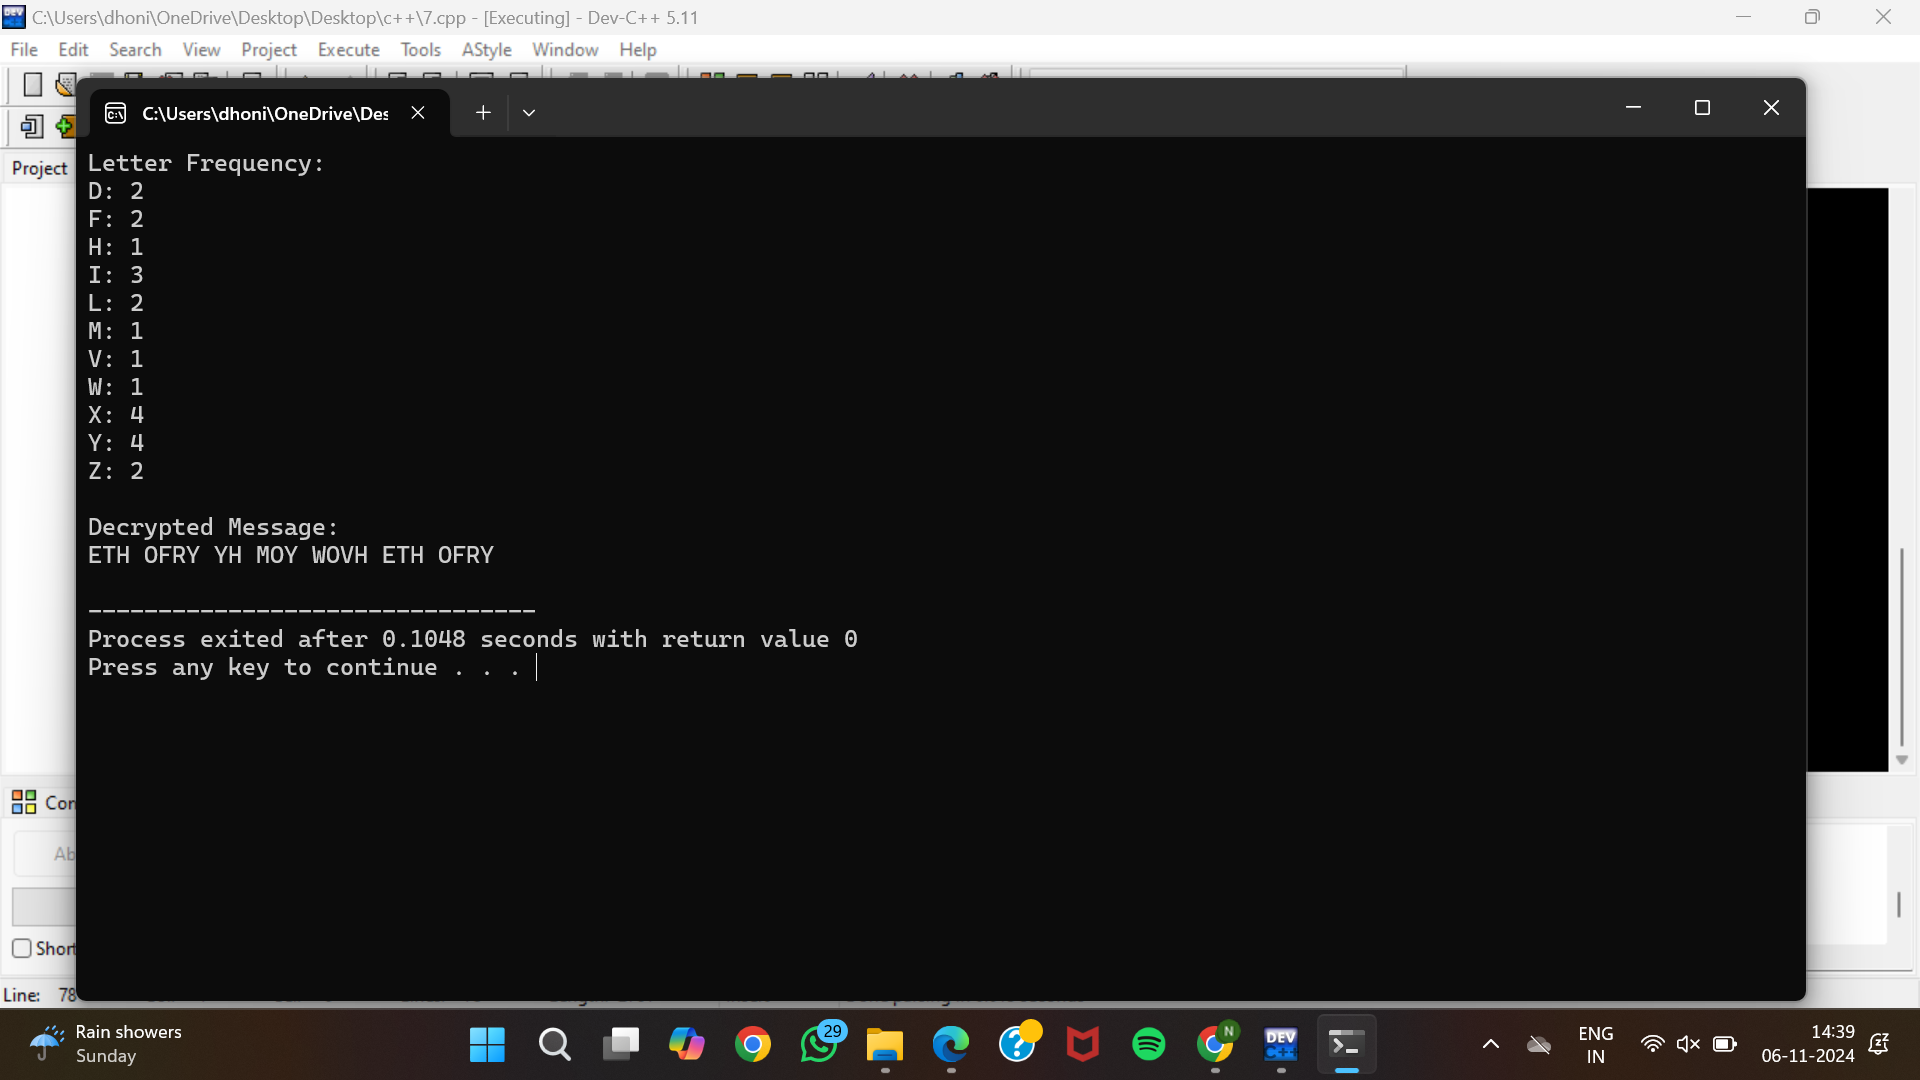 C:\Users\dhoni\OneDrive\Desktop\Desktop\c++\7.cpp - [Executing] - Dev-C++ 5.11
File Edit Search View Project Execute Tools AStyle Window Help
C:\Users\dhoni\OneDrive\Des
Project
Letter Frequency:
D: 2
F: 2
H: 1
I: 3
L: 2
M: 1
V: 1
W: 1
X: 4
Y: 4
Z: 2
Decrypted Message:
ETH OFRY YH MOY WOVH ETH OFRY
--------------------------------
Process exited after 0.1048 seconds with return value 0
Press any key to continue . . .
Con
Ab
Short
Line: 78
Rain showers
Sunday
29
N
DEV
C++
ENG
IN
14:39
06-11-2024